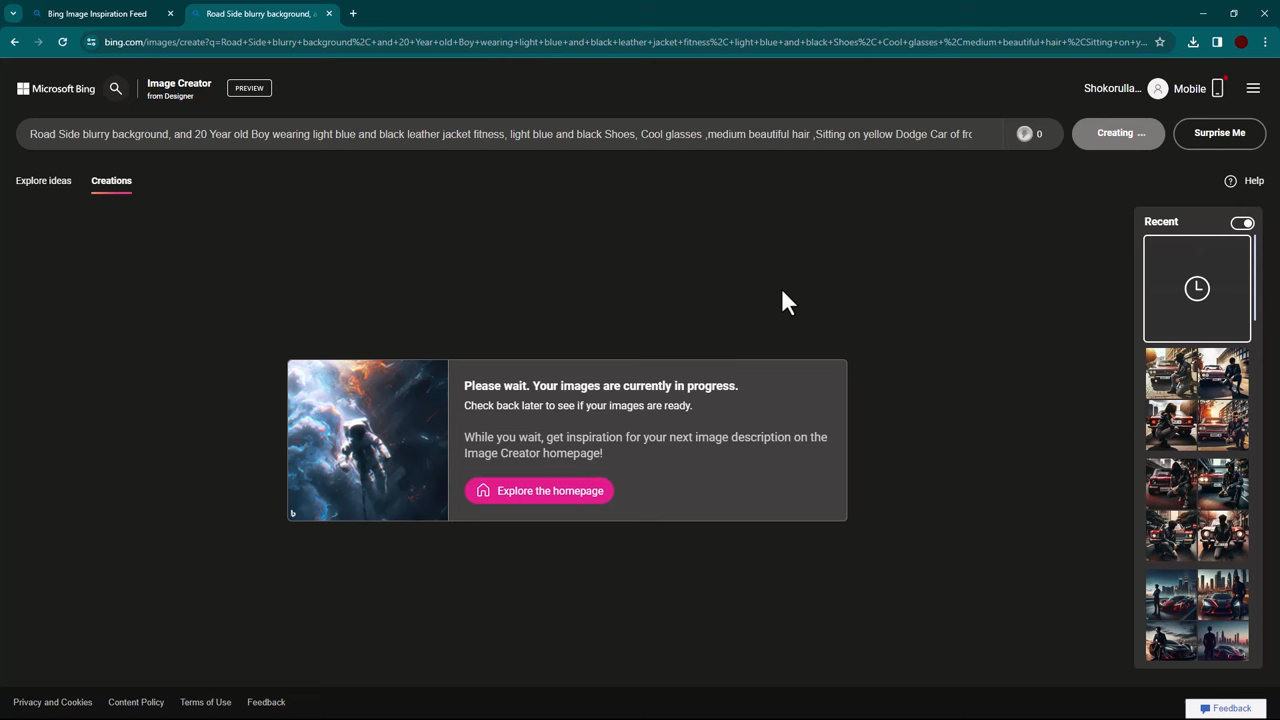 Bing Image Inspiration Feed
Road Side blurry background, a
bing.com/images/create?q=Road+Side+blurry+background%2C+and+20+Year+old+Boy+wearing+light+blue+and+black+leather+jacket+fitness%2C+light+blue+and+black+Shoes%2C+Cool+glasses+%2Cmedium+beautiful+hair+%2CSitting+on+y...
Microsoft Bing
Image Creator
from Designer
PREVIEW
Shokorulla...
Mobile
Road Side blurry background, and 20 Year old Boy wearing light blue and black leather jacket fitness, light blue and black Shoes, Cool glasses ,medium beautiful hair ,Sitting on yellow Dodge Car of frc
0
Creating ...
Surprise Me
Explore ideas
Creations
Help
Recent
Please wait. Your images are currently in progress.
Check back later to see if your images are ready.
While you wait, get inspiration for your next image description on the
Image Creator homepage!
Explore the homepage
Privacy and Cookies
Content Policy
Terms of Use
Feedback
Feedback